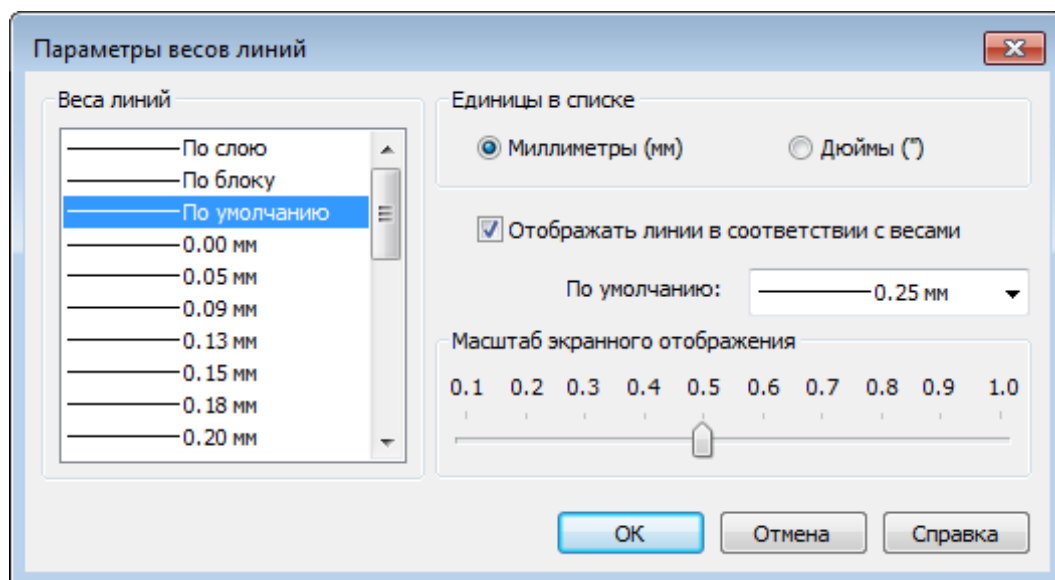 Параметры весов линий
Веса линий
По слою
По блоку
По умолчанию
0.00 мм
0.05 мм
0.09 мм
0.13 мм
0.15 мм
0.18 мм
0.20 мм
Единицы в списке
Миллиметры (мм) Дюймы (")
Отображать линии в соответствии с весами
По умолчанию: 0.25 мм
Масштаб экранного отображения
0.1 0.2 0.3 0.4 0.5 0.6 0.7 0.8 0.9 1.0
ОК Отмена Справка